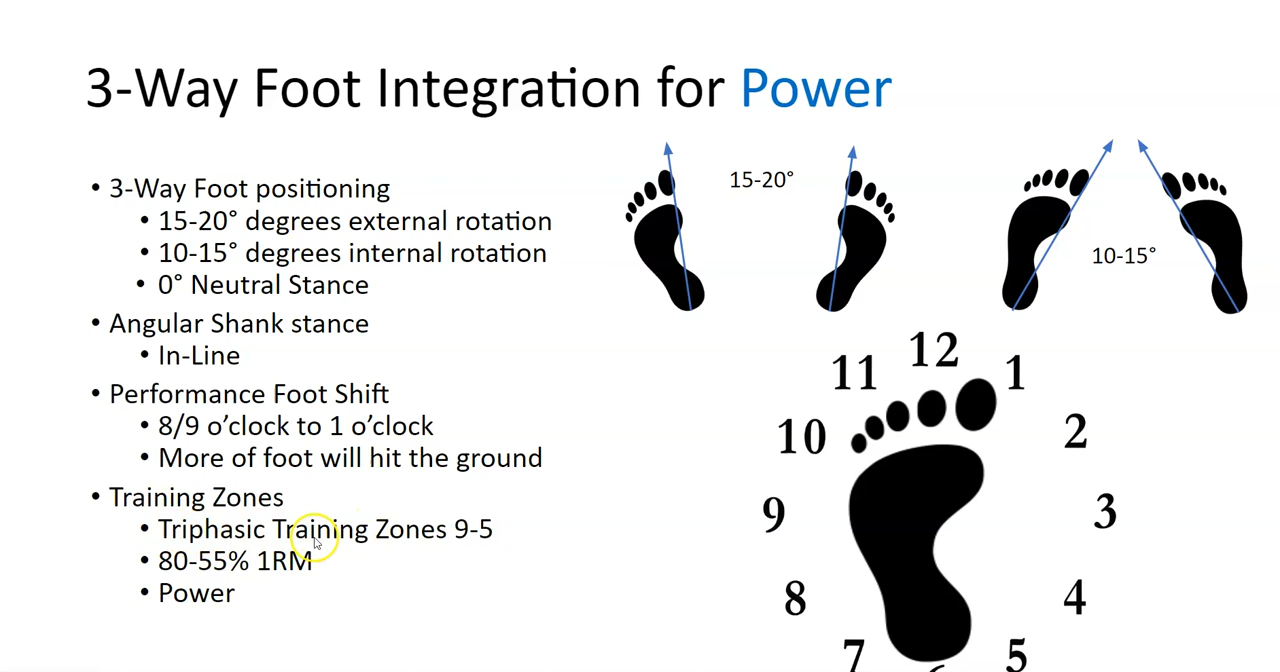 3-Way Foot Integration for Power
• 3-Way Foot positioning
• 15-20° degrees external rotation
• 10-15° degrees internal rotation
• 0° Neutral Stance
• Angular Shank stance
• In-Line
• Performance Foot Shift
• 8/9 o’clock to 1 o’clock
• More of foot will hit the ground
• Training Zones
• Triphasic Training Zones 9-5
• 80-55% 1RM
• Power
15-20°
10-15°
12
11
1
10
2
9
3
8
4
7
5